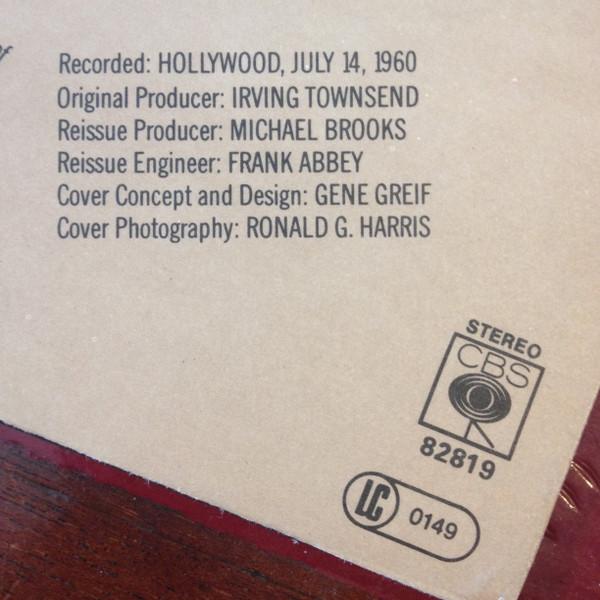 Recorded: HOLLYWOOD, JULY 14, 1960
Original Producer: IRVING TOWNSEND
Reissue Producer: MICHAEL BROOKS
Reissue Engineer: FRANK ABBEY
Cover Concept and Design: GENE GREIF
Cover Photography: RONALD G. HARRIS
STEREO
CBS
82819
LC 0149